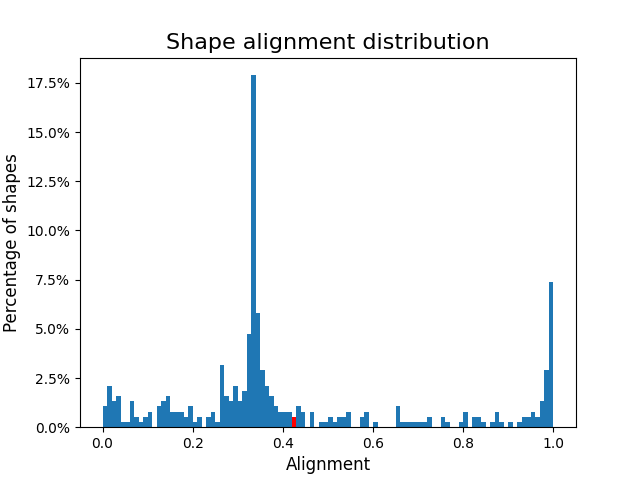 Shape alignment distribution
Percentage of shapes
17.5%
15.0%
12.5%
10.0%
7.5%
5.0%
2.5%
0.0%
0.0 0.2 0.4 0.6 0.8 1.0
Alignment